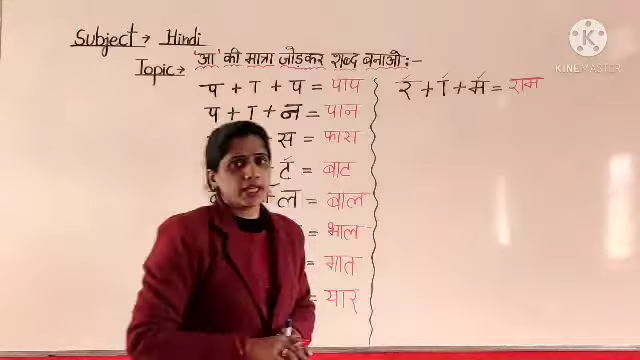 Subject → Hindi
Topic:→ 'आ' की मात्रा जोड़कर शब्द बनाओ:-
प + ा + प = पाप
प + ा + न = पान
+ स = फास
+ ट = बाट
+ ल = बाल
= भाल
= मात
= यार
र + ा + म = राम
KINEMASTER